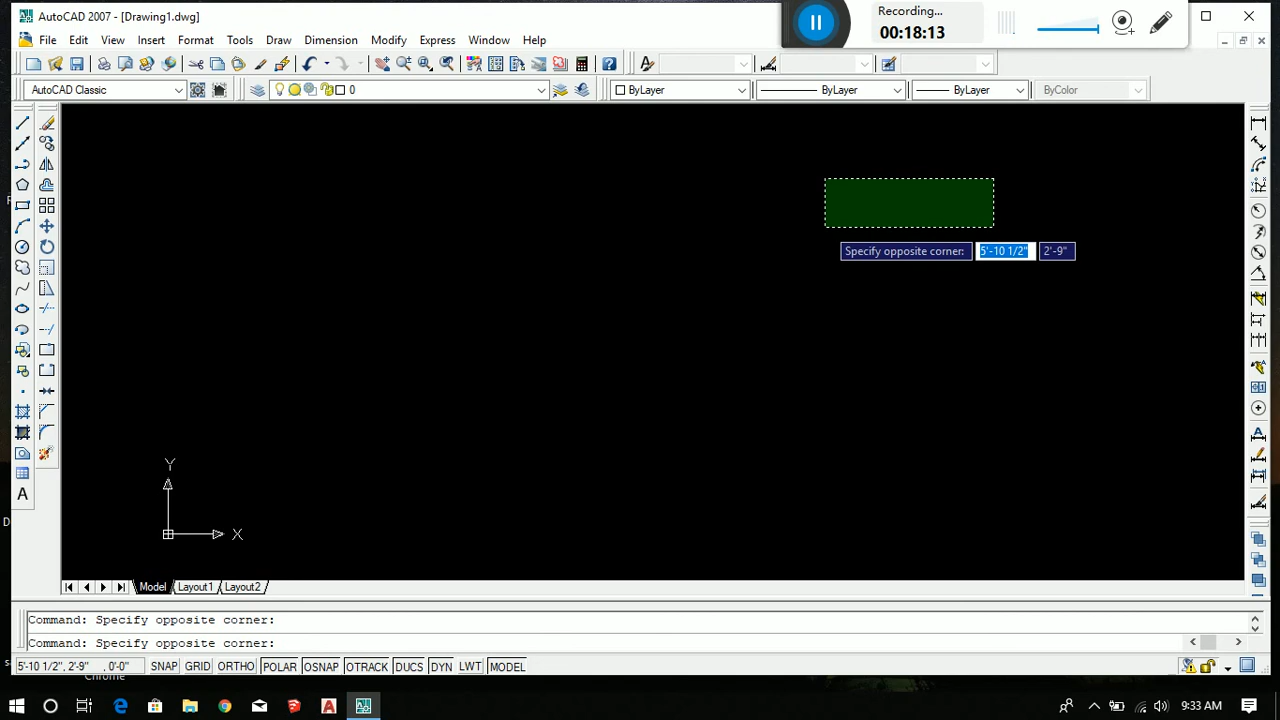 AutoCAD 2007 - [Drawing1.dwg]
Recording...
00:18:13
File Edit View Insert Format Tools Draw Dimension Modify Express Window Help
AutoCAD Classic
0
ByLayer
ByLayer
ByLayer
ByColor
Specify opposite corner: 5'-10 1/2" 2'-9"
Y
X
Model Layout1 Layout2
Command: Specify opposite corner:
Command: Specify opposite corner:
5'-10 1/2", 2'-9" , 0'-0" SNAP GRID ORTHO POLAR OSNAP OTRACK DUCS DYN LWT MODEL
Chrome
9:33 AM